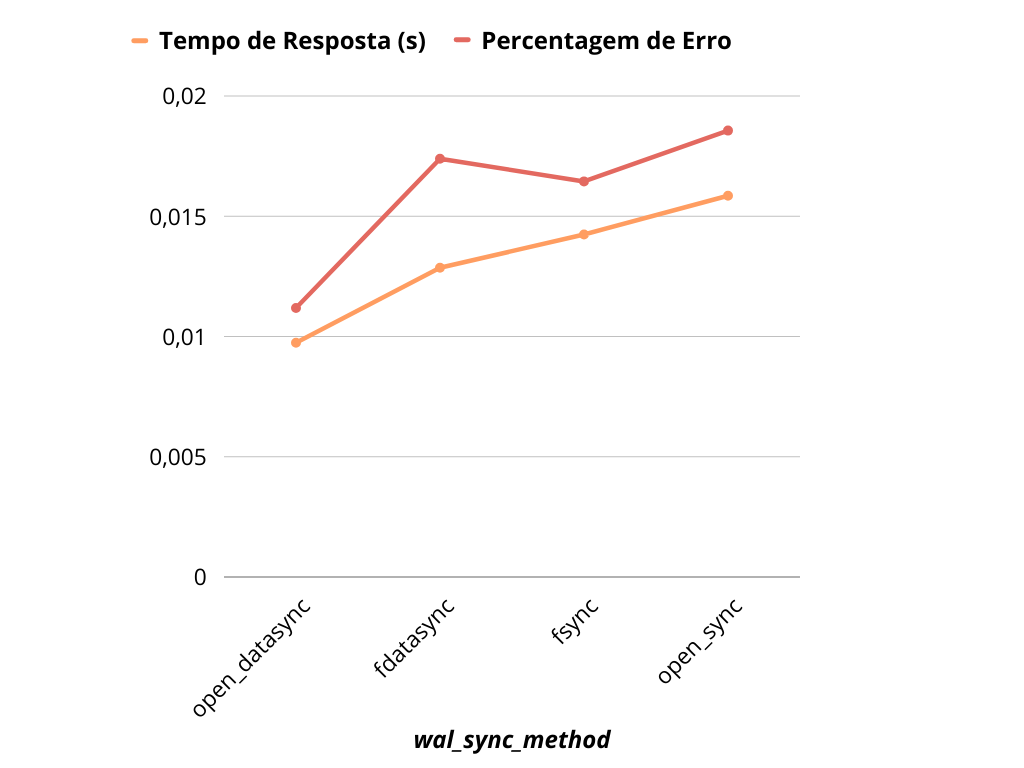 Tempo de Resposta (s) Percentagem de Erro
0,02
0,015
0,01
0,005
0
open_datasync
fdatasync
fsync
open_sync
wal_sync_method